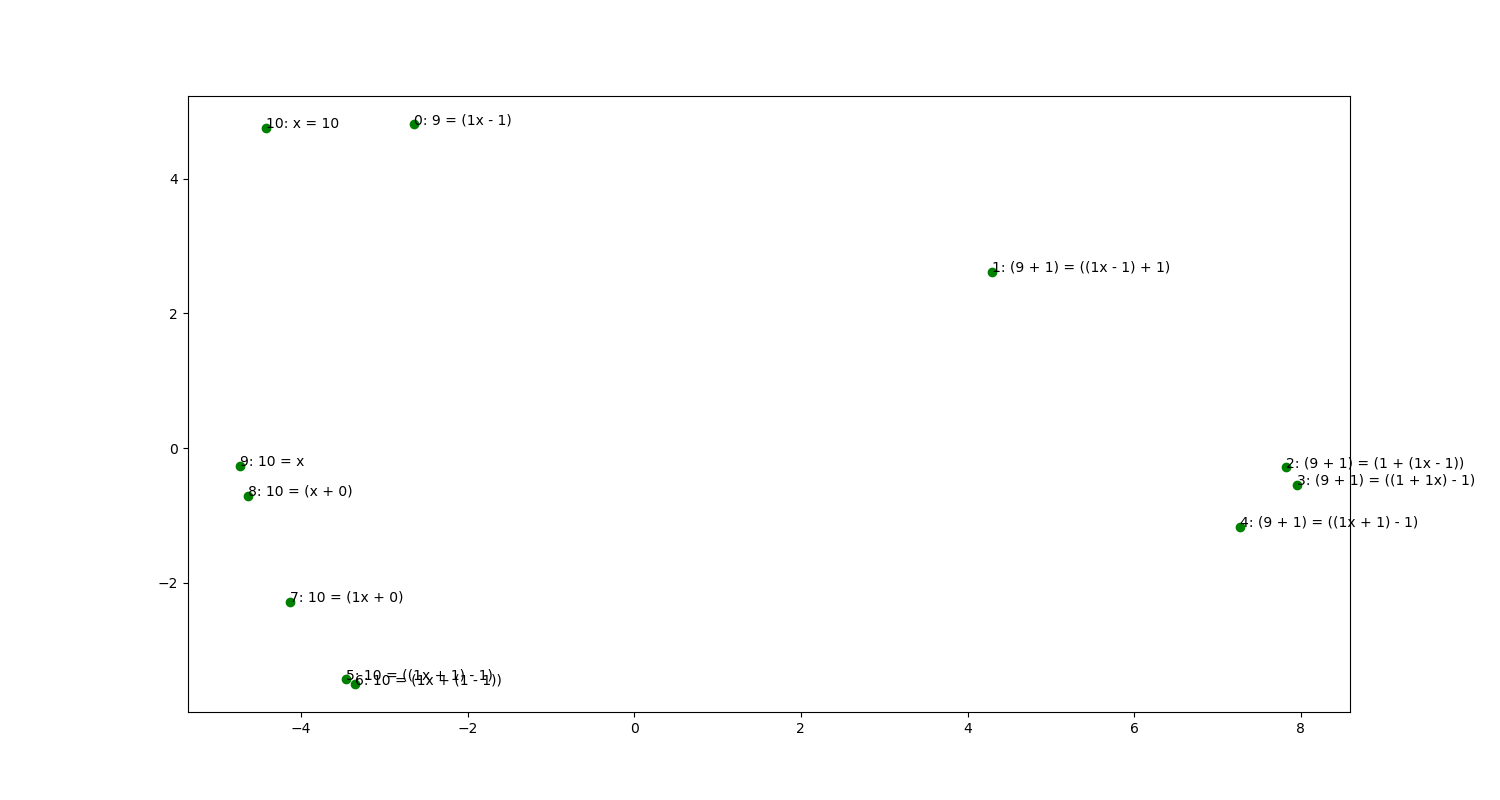 10: x = 10
0: 9 = (1x - 1)
4
1: (9 + 1) = ((1x - 1) + 1)
2
0
9: 10 = x
2: (9 + 1) = (1 + (1x - 1))
3: (9 + 1) = ((1 + 1x) - 1)
8: 10 = (x + 0)
4: (9 + 1) = ((1x + 1) - 1)
−2
7: 10 = (1x + 0)
5: 10 = ((1x + 1) - 1)
6: 10 = (1x + (1 - 1))
−4 −2 0 2 4 6 8